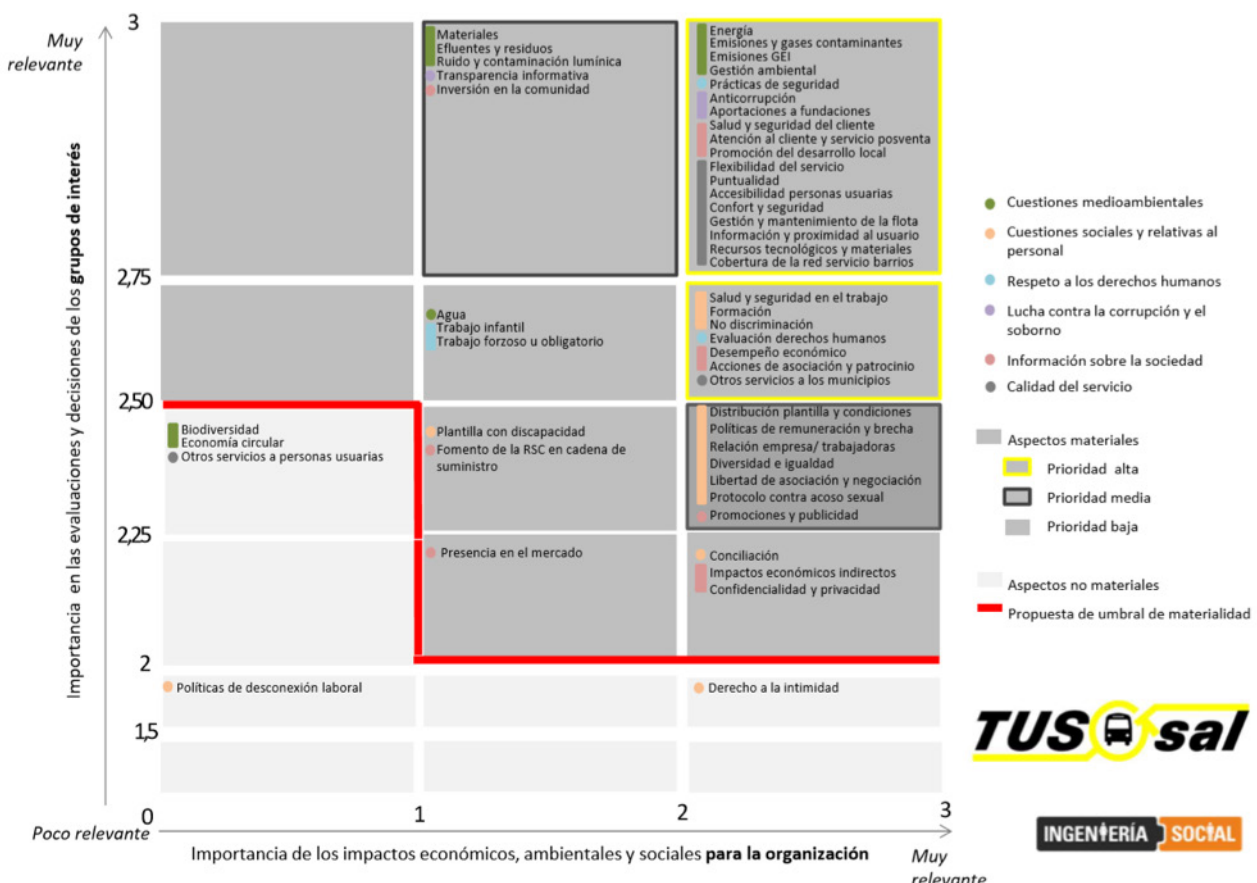 3
Muy
relevante
Materiales
Efluentes y residuos
Ruido y contaminación lumínica
Transparencia informativa
Inversión en la comunidad
Energía
Emisiones y gases contaminantes
Emisiones GEI
Gestión ambiental
Prácticas de seguridad
Anticorrupción
Aportaciones a fundaciones
Salud y seguridad del cliente
Atención al cliente y servicio posventa
Promoción del desarrollo local
Flexibilidad del servicio
Puntualidad
Accesibilidad personas usuarias
Confort y seguridad
Gestión y mantenimiento de la flota
Información y proximidad al usuario
Recursos tecnológicos y materiales
Cobertura de la red servicio barrios
2,75
Agua
Trabajo infantil
Trabajo forzoso u obligatorio
Salud y seguridad en el trabajo
Formación
No discriminación
Evaluación derechos humanos
Desempeño económico
Acciones de asociación y patrocinio
Otros servicios a los municipios
2,50
Biodiversidad
Economía circular
Otros servicios a personas usuarias
Plantilla con discapacidad
Fomento de la RSC en cadena de
suministro
Distribución plantilla y condiciones
Políticas de remuneración y brecha
Relación empresa/ trabajadoras
Diversidad e igualdad
Libertad de asociación y negociación
Protocolo contra acoso sexual
Promociones y publicidad
2,25
Presencia en el mercado
Conciliación
Impactos económicos indirectos
Confidencialidad y privacidad
2
Políticas de desconexión laboral
Derecho a la intimidad
1,5
0
1
2
3
Poco relevante
Importancia en las evaluaciones y decisiones de los grupos de interés
Importancia de los impactos económicos, ambientales y sociales para la organización
Muy
relevante
Cuestiones medioambientales
Cuestiones sociales y relativas al
personal
Respeto a los derechos humanos
Lucha contra la corrupción y el
soborno
Información sobre la sociedad
Calidad del servicio
Aspectos materiales
Prioridad alta
Prioridad media
Prioridad baja
Aspectos no materiales
Propuesta de umbral de materialidad
TUS sal
INGENIERÍA SOCIAL